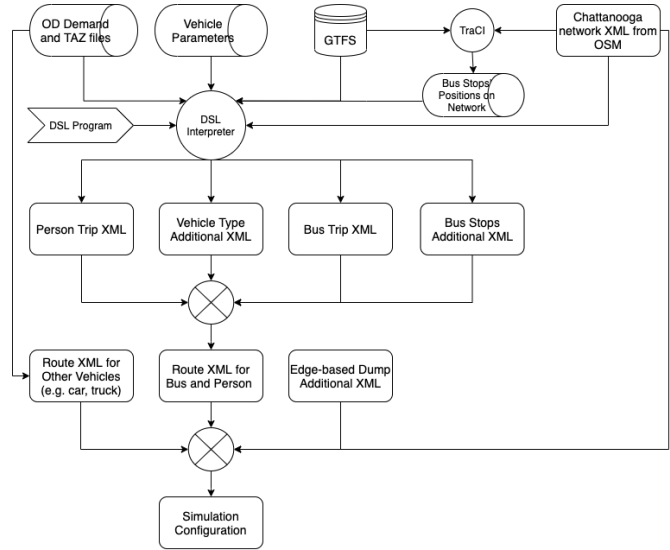 OD Demand
and TAZ files
Vehicle
Parameters
GTFS
TraCI
Chattanooga
network XML from
OSM
Bus Stops'
Positions on
Network
DSL Program
DSL
Interpreter
Person Trip XML
Vehicle Type
Additional XML
Bus Trip XML
Bus Stops
Additional XML
Route XML for
Other Vehicles
(e.g. car, truck)
Route XML for
Bus and Person
Edge-based Dump
Additional XML
Simulation
Configuration